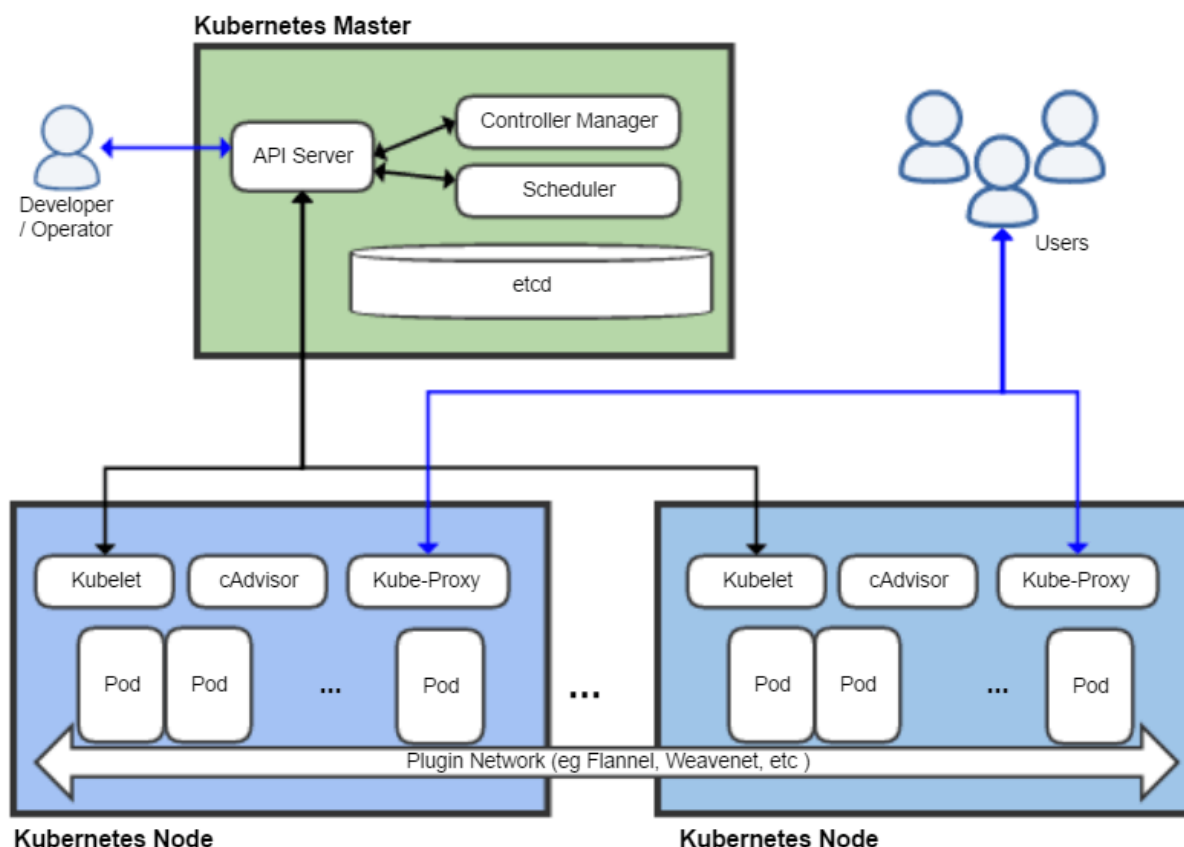 Kubernetes Master
API Server
Controller Manager
Scheduler
etcd
Developer
/ Operator
Users
Kubelet
cAdvisor
Kube-Proxy
Pod
Pod
...
Pod
...
Kubelet
cAdvisor
Kube-Proxy
Pod
Pod
...
Pod
Plugin Network (eg Flannel, Weavenet, etc )
Kubernetes Node
Kubernetes Node